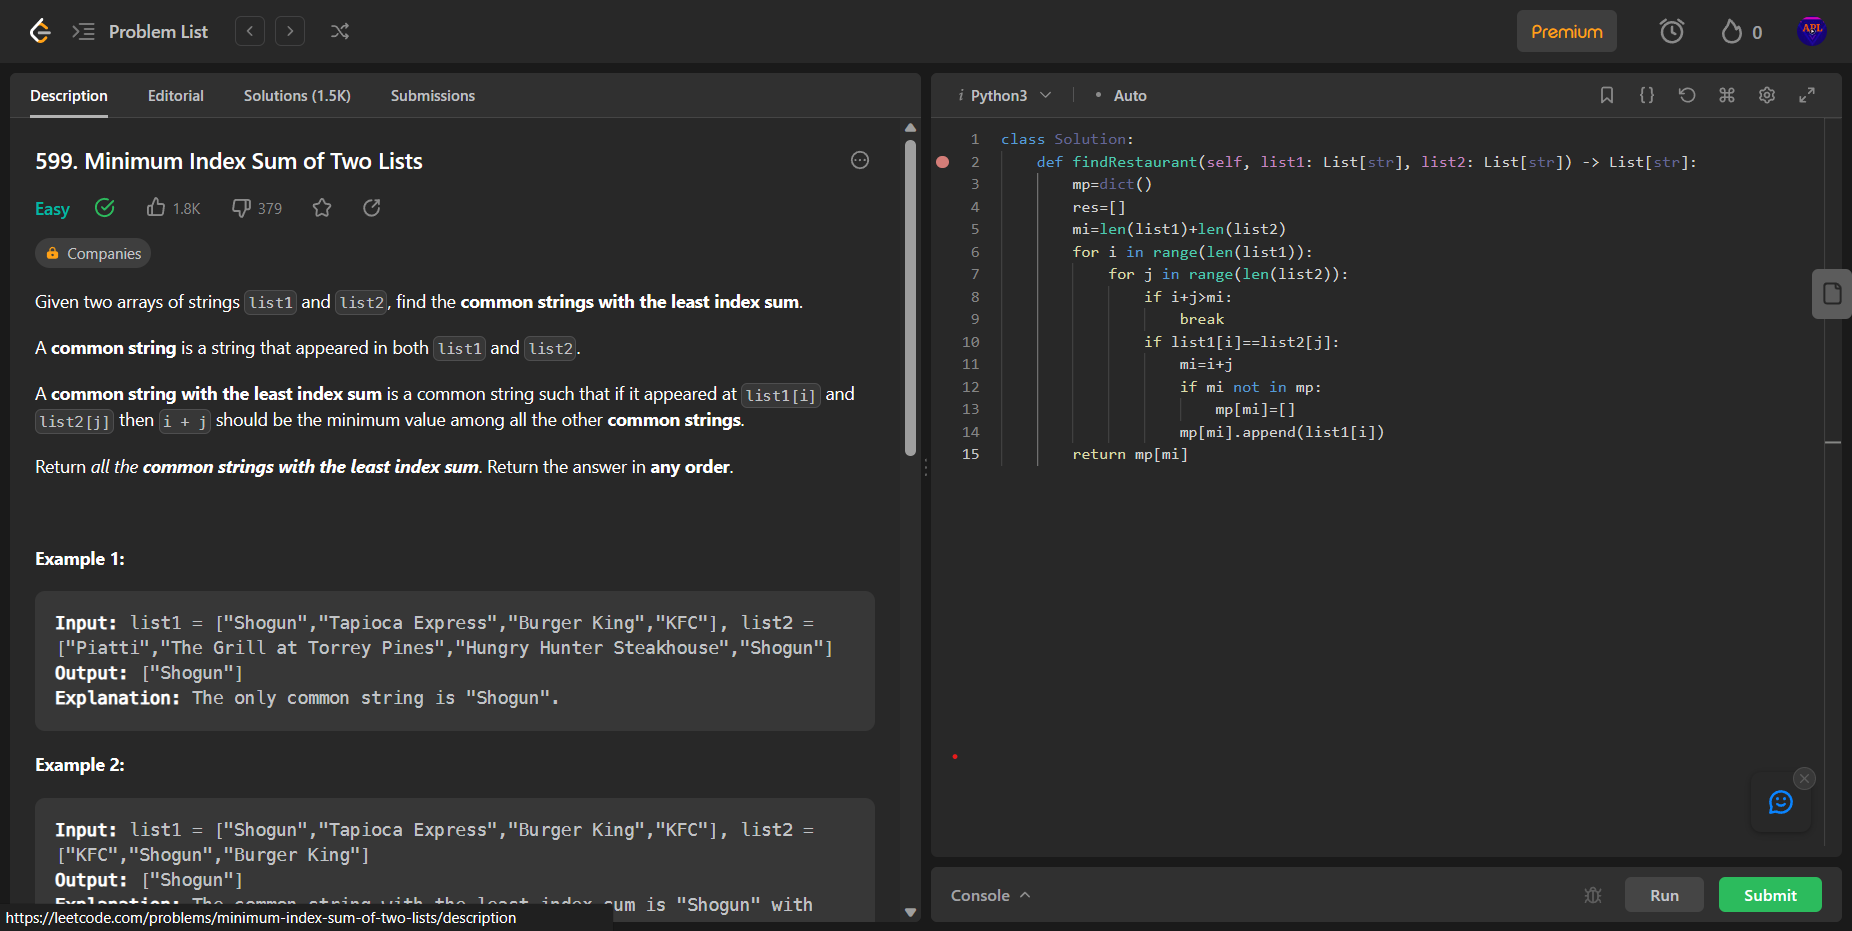 Problem List
Premium
0
APL
Description Editorial Solutions (1.5K) Submissions
599. Minimum Index Sum of Two Lists
Easy 1.8K 379
Companies
Given two arrays of strings list1 and list2, find the common strings with the least index sum.
A common string is a string that appeared in both list1 and list2.
A common string with the least index sum is a common string such that if it appeared at list1[i] and
list2[j] then i + j should be the minimum value among all the other common strings.
Return all the common strings with the least index sum. Return the answer in any order.
Example 1:
Input: list1 = ["Shogun","Tapioca Express","Burger King","KFC"], list2 =
["Piatti","The Grill at Torrey Pines","Hungry Hunter Steakhouse","Shogun"]
Output: ["Shogun"]
Explanation: The only common string is "Shogun".
Example 2:
Input: list1 = ["Shogun","Tapioca Express","Burger King","KFC"], list2 =
["KFC","Shogun","Burger King"]
Output: ["Shogun"]
Explanation: The common string with the least index sum is "Shogun" with
https://leetcode.com/problems/minimum-index-sum-of-two-lists/description
i Python3 • Auto
1 class Solution:
2 def findRestaurant(self, list1: List[str], list2: List[str]) -> List[str]:
3 mp=dict()
4 res=[]
5 mi=len(list1)+len(list2)
6 for i in range(len(list1)):
7 for j in range(len(list2)):
8 if i+j>mi:
9 break
10 if list1[i]==list2[j]:
11 mi=i+j
12 if mi not in mp:
13 mp[mi]=[]
14 mp[mi].append(list1[i])
15 return mp[mi]
Console Run Submit